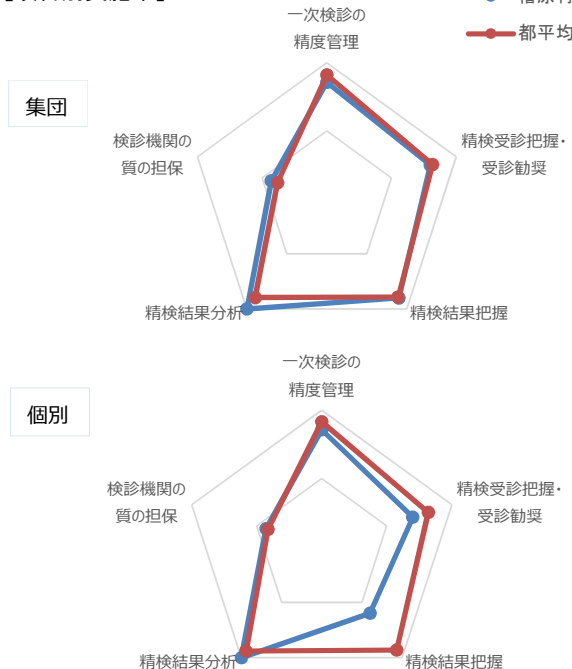 都平均
集団
一次検診の
精度管理
検診機関の
質の担保
精検受診把握・
受診勧奨
精検結果分析
精検結果把握
個別
一次検診の
精度管理
検診機関の
質の担保
精検受診把握・
受診勧奨
精検結果分析
精検結果把握